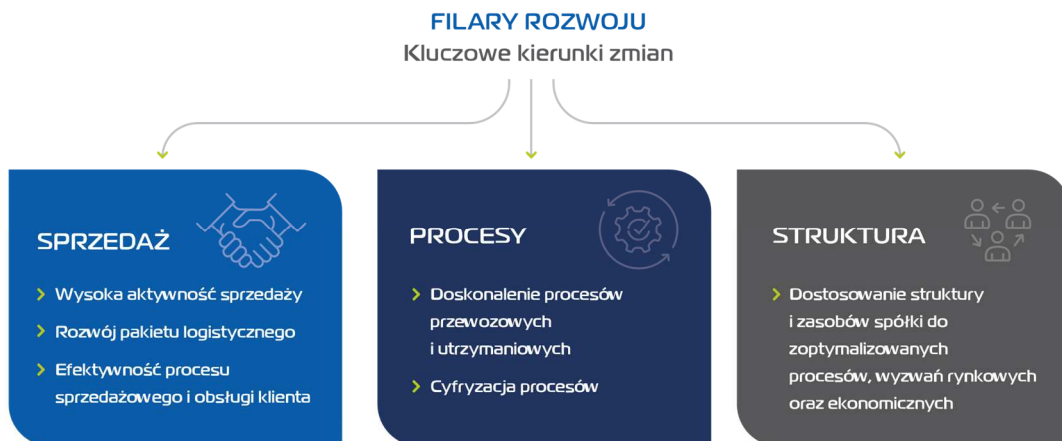 FILARY ROZWOJU
Kluczowe kierunki zmian
SPRZEDAŻ
Wysoka aktywność sprzedaży
Rozwój pakietu logistycznego
Efektywność procesu
sprzedażowego i obsługi klienta
PROCESY
Doskonalenie procesów
przewozowych
i utrzymaniowych
Cyfryzacja procesów
STRUKTURA
Dostosowanie struktury
i zasobów spółki do
zoptymalizowanych
procesów, wyzwań rynkowych
oraz ekonomicznych